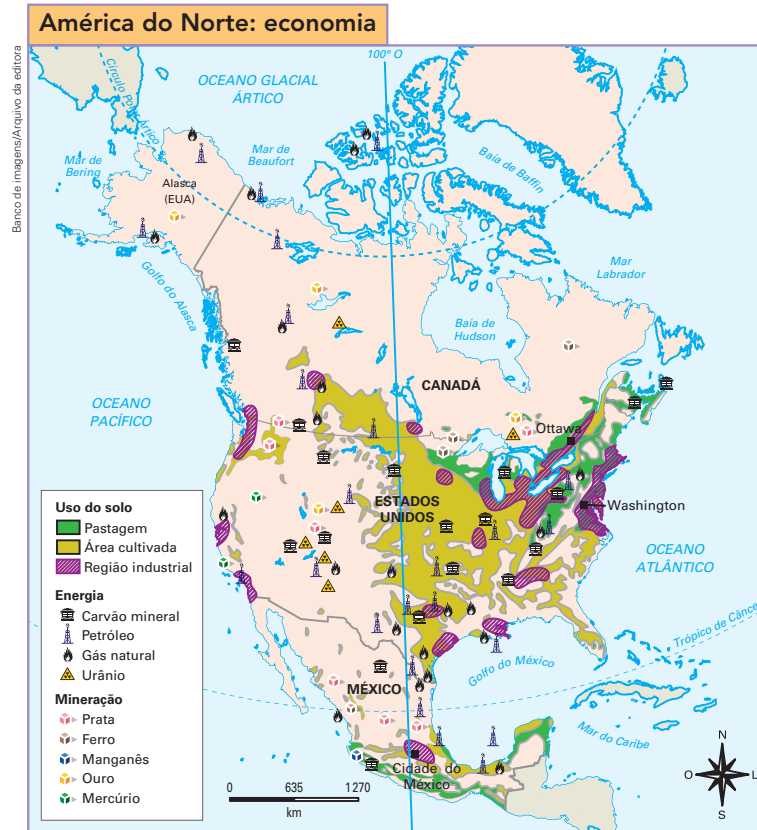 América do Norte: economia
Banco de imagens/Arquivo da editora
100° O
OCEANO GLACIAL
ÁRTICO
Círculo Polar Ártico
Mar de
Bering
Mar de
Beaufort
Baía de Baffin
Alasca
(EUA)
Golfo do Alasca
Mar
Labrador
Baía de
Hudson
CANADÁ
OCEANO
PACÍFICO
Ottawa
ESTADOS
UNIDOS
Washington
OCEANO
ATLÂNTICO
Trópico de Cânce
Golfo do México
MÉXICO
Mar do Caribe
Cidade do
México
Uso do solo
Pastagem
Área cultivada
Região industrial
Energia
Carvão mineral
Petróleo
Gás natural
Urânio
Mineração
Prata
Ferro
Manganês
Ouro
Mercúrio
0 635 1270
km
N
O L
S